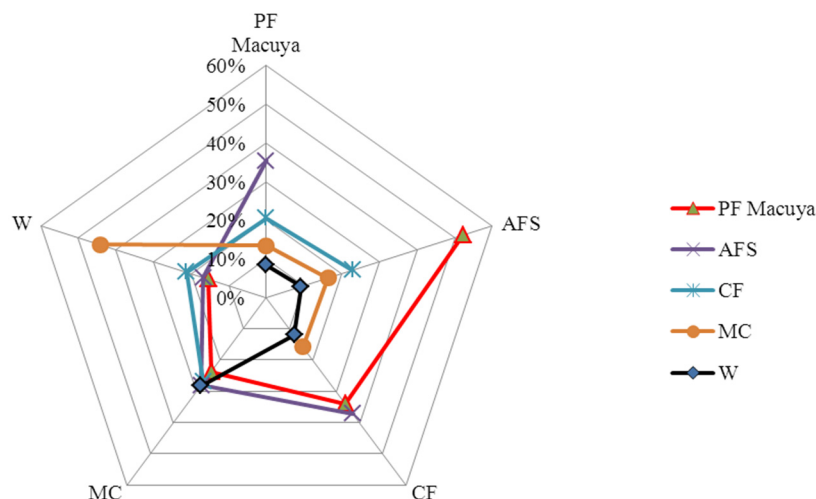 PF
Macuya
60%
50%
40%
30%
20%
10%
0%
W
AFS
MC
CF
PF Macuya
AFS
CF
MC
W